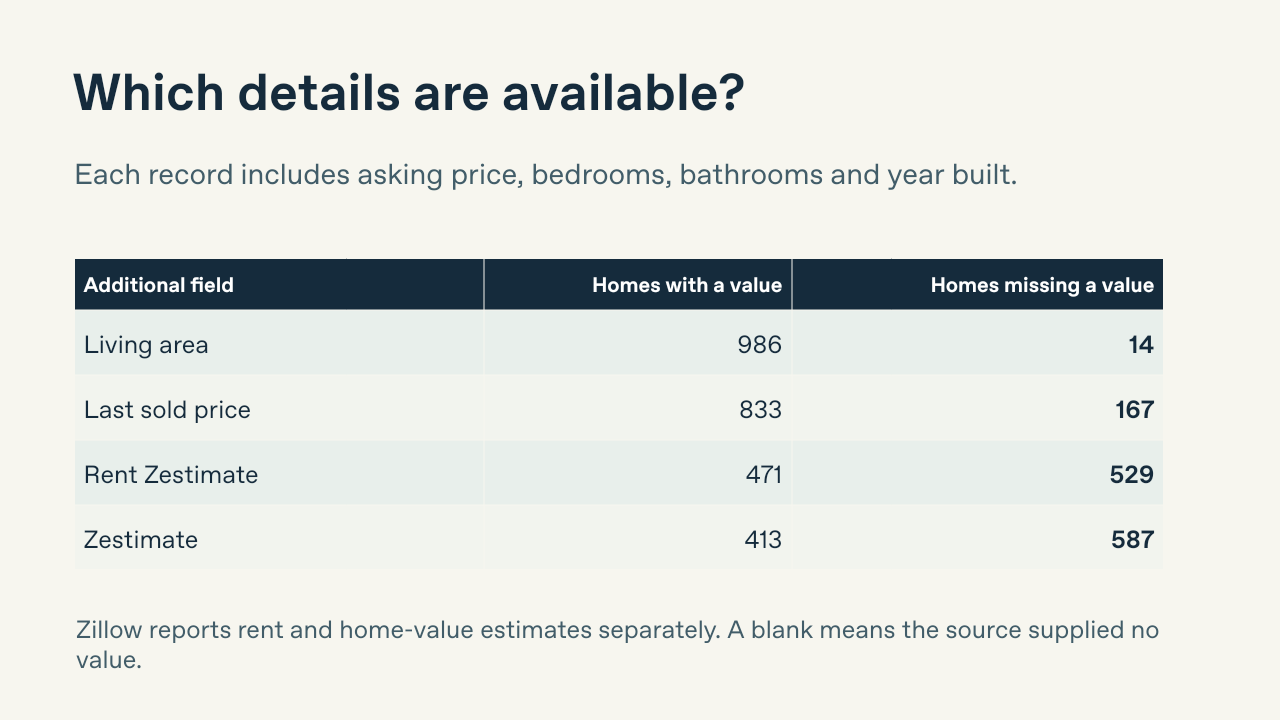 Which details are available?
Each record includes asking price, bedrooms, bathrooms and year built.
Additional field Homes with a value Homes missing a value
Living area 986 14
Last sold price 833 167
Rent Zestimate 471 529
Zestimate 413 587
Zillow reports rent and home-value estimates separately. A blank means the source supplied no
value.